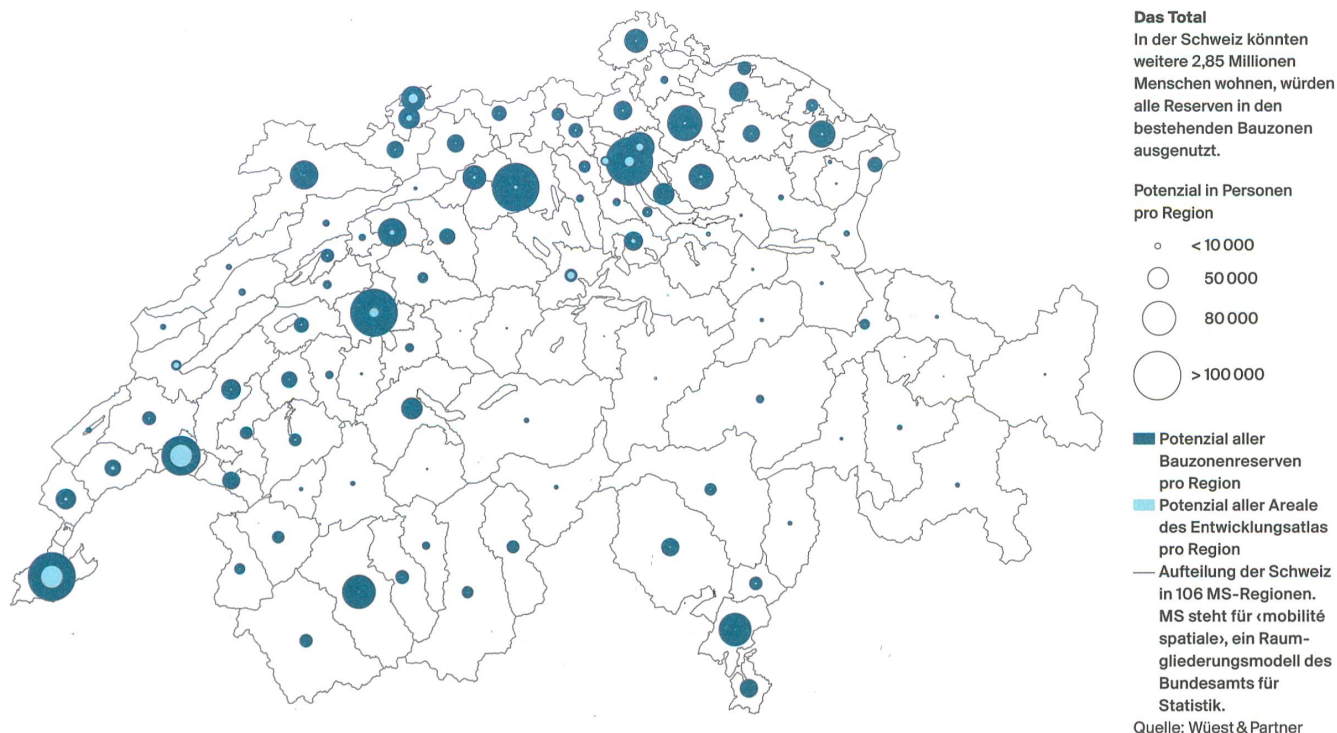 Das Total
In der Schweiz könnten
weitere 2,85 Millionen
Menschen wohnen, würden
alle Reserven in den
bestehenden Bauzonen
ausgenutzt.
Potenzial in Personen
pro Region
< 10 000
50 000
80 000
> 100 000
Potenzial aller
Bauzonenreserven
pro Region
Potenzial aller Areale
des Entwicklungsatlas
pro Region
Aufteilung der Schweiz
in 106 MS-Regionen.
MS steht für ‹mobilité
spatiale›, ein Raum-
gliederungsmodell des
Bundesamts für
Statistik.
Quelle: Wüest & Partner